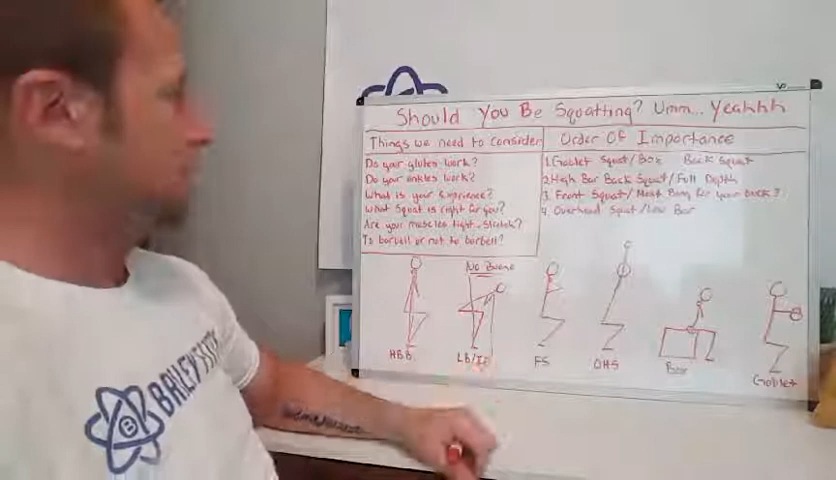 Should You Be Squatting? Umm... Yeahhh
Things we need to consider
Do your glutes work?
Do your ankles work?
What is your Experience?
What Squat is right for you?
Are your muscles tight - Stretch?
To barbell or not to barbell?
Order Of Importance
1. Goblet Squat/Box Back Squat
2. High Bar Back Squat/Full Depth
3. Front Squat/Most Bang for your buck?
4. Overhead Squat/Low Bar
No Bueno
HBB
LB/
FS
OHS
Box
Goblet
B
BAILEY